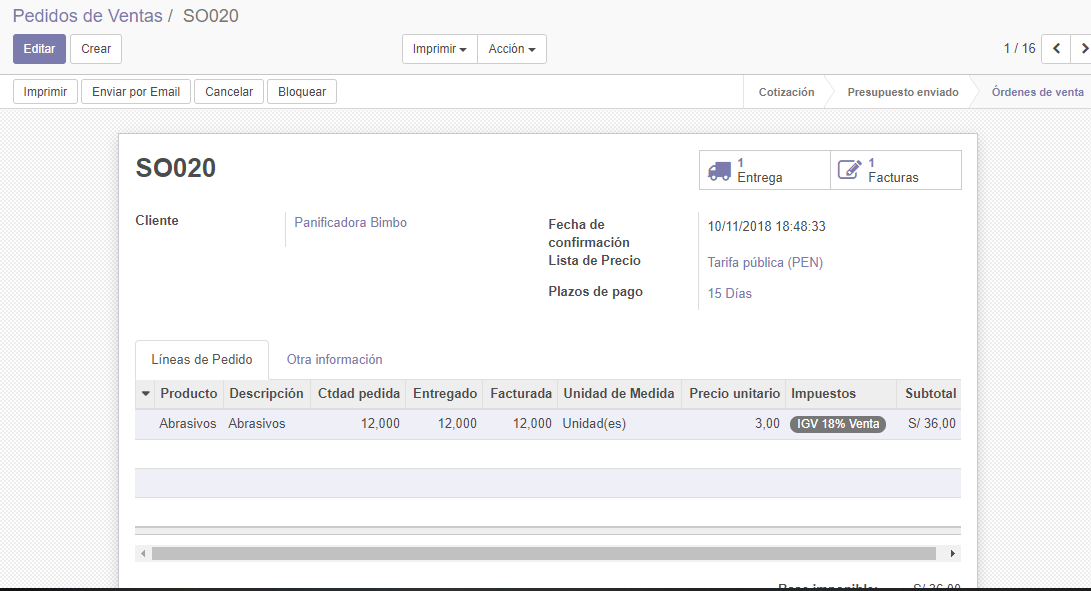 Pedidos de Ventas / SO020
Editar Crear Imprimir Acción 1 / 16
Imprimir Enviar por Email Cancelar Bloquear Cotización Presupuesto enviado Órdenes de venta
SO020
1 Entrega
1 Facturas
Cliente Panificadora Bimbo
Fecha de confirmación 10/11/2018 18:48:33
Lista de Precio Tarifa pública (PEN)
Plazos de pago 15 Días
Líneas de Pedido Otra información
Producto Descripción Ctdad pedida Entregado Facturada Unidad de Medida Precio unitario Impuestos Subtotal
Abrasivos Abrasivos 12,000 12,000 12,000 Unidad(es) 3,00 IGV 18% Venta S/ 36,00
Base imponible: S/ 36,00